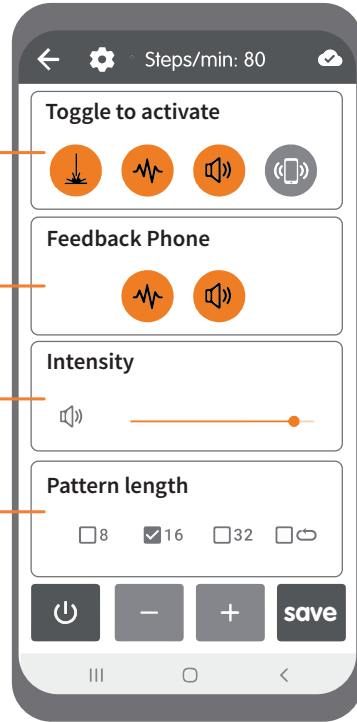 Steps/min: 80
Toggle to activate
Feedback Phone
Intensity
Pattern length
8 16 32
save